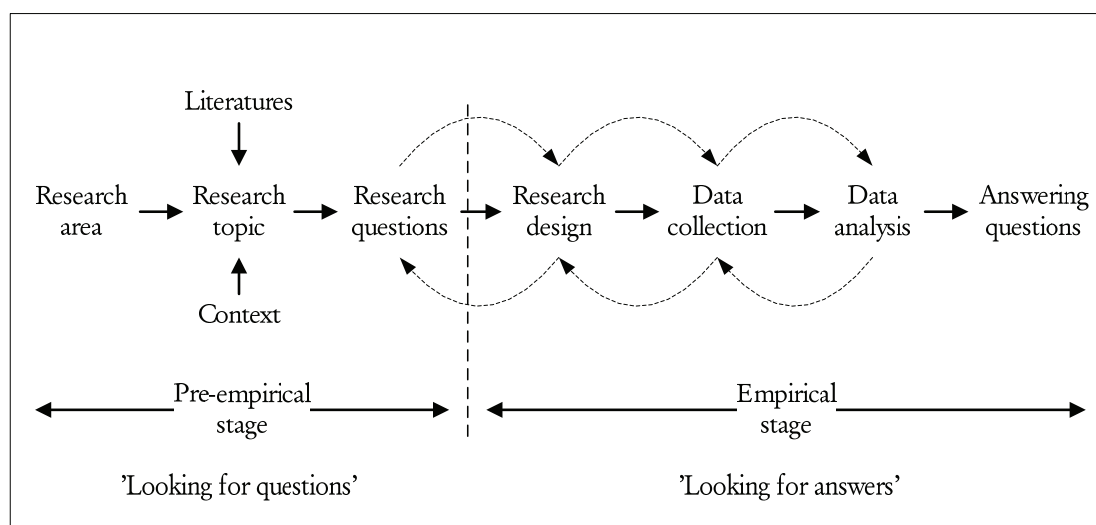 Literatures
Research
area
Research
topic
Research
questions
Research
design
Data
collection
Data
analysis
Answering
questions
Context
Pre-empirical
stage
Empirical
stage
’Looking for questions’
’Looking for answers’